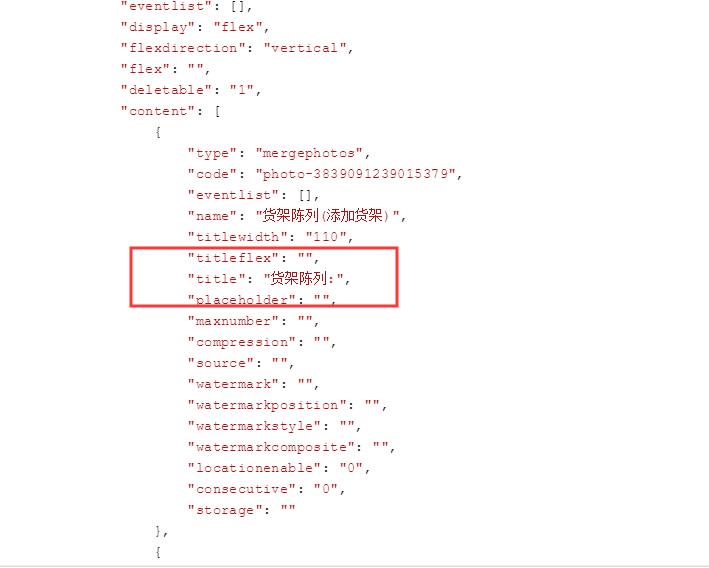 "eventlist": [],
"display": "flex",
"flexdirection": "vertical",
"flex": "",
"deletable": "1",
"content": [
{
"type": "mergephotos",
"code": "photo-3839091239015379",
"eventlist": [],
"name": "货架陈列(添加货架)",
"titlewidth": "110",
"titleflex": "",
"title": "货架陈列:",
"placeholder": "",
"maxnumber": "",
"compression": "",
"source": "",
"watermark": "",
"watermarkposition": "",
"watermarkstyle": "",
"watermarkcomposite": "",
"locationenable": "0",
"consecutive": "0",
"storage": ""
},
{